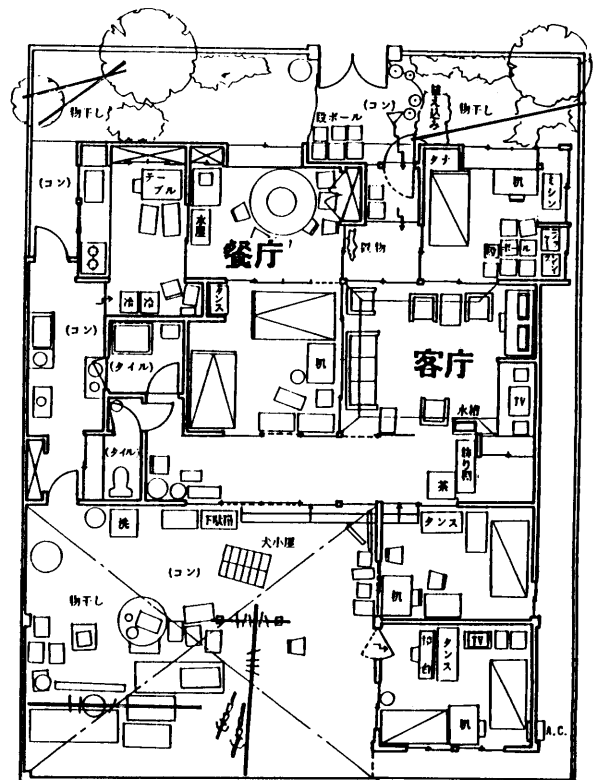 物干し
段ボール
(コン)
植え込み
物干し
(コン)
テーブル
水屋
餐厅
タナ
机
ミシン
段ボール
荷物
冷
冷
タンス
(コン)
(タイル)
机
客厅
TV
水槽
飾り物
茶
(タイル)
洗
下駄箱
犬小屋
(コン)
タンス
机
物干し
タンス
TV
机
A.C.